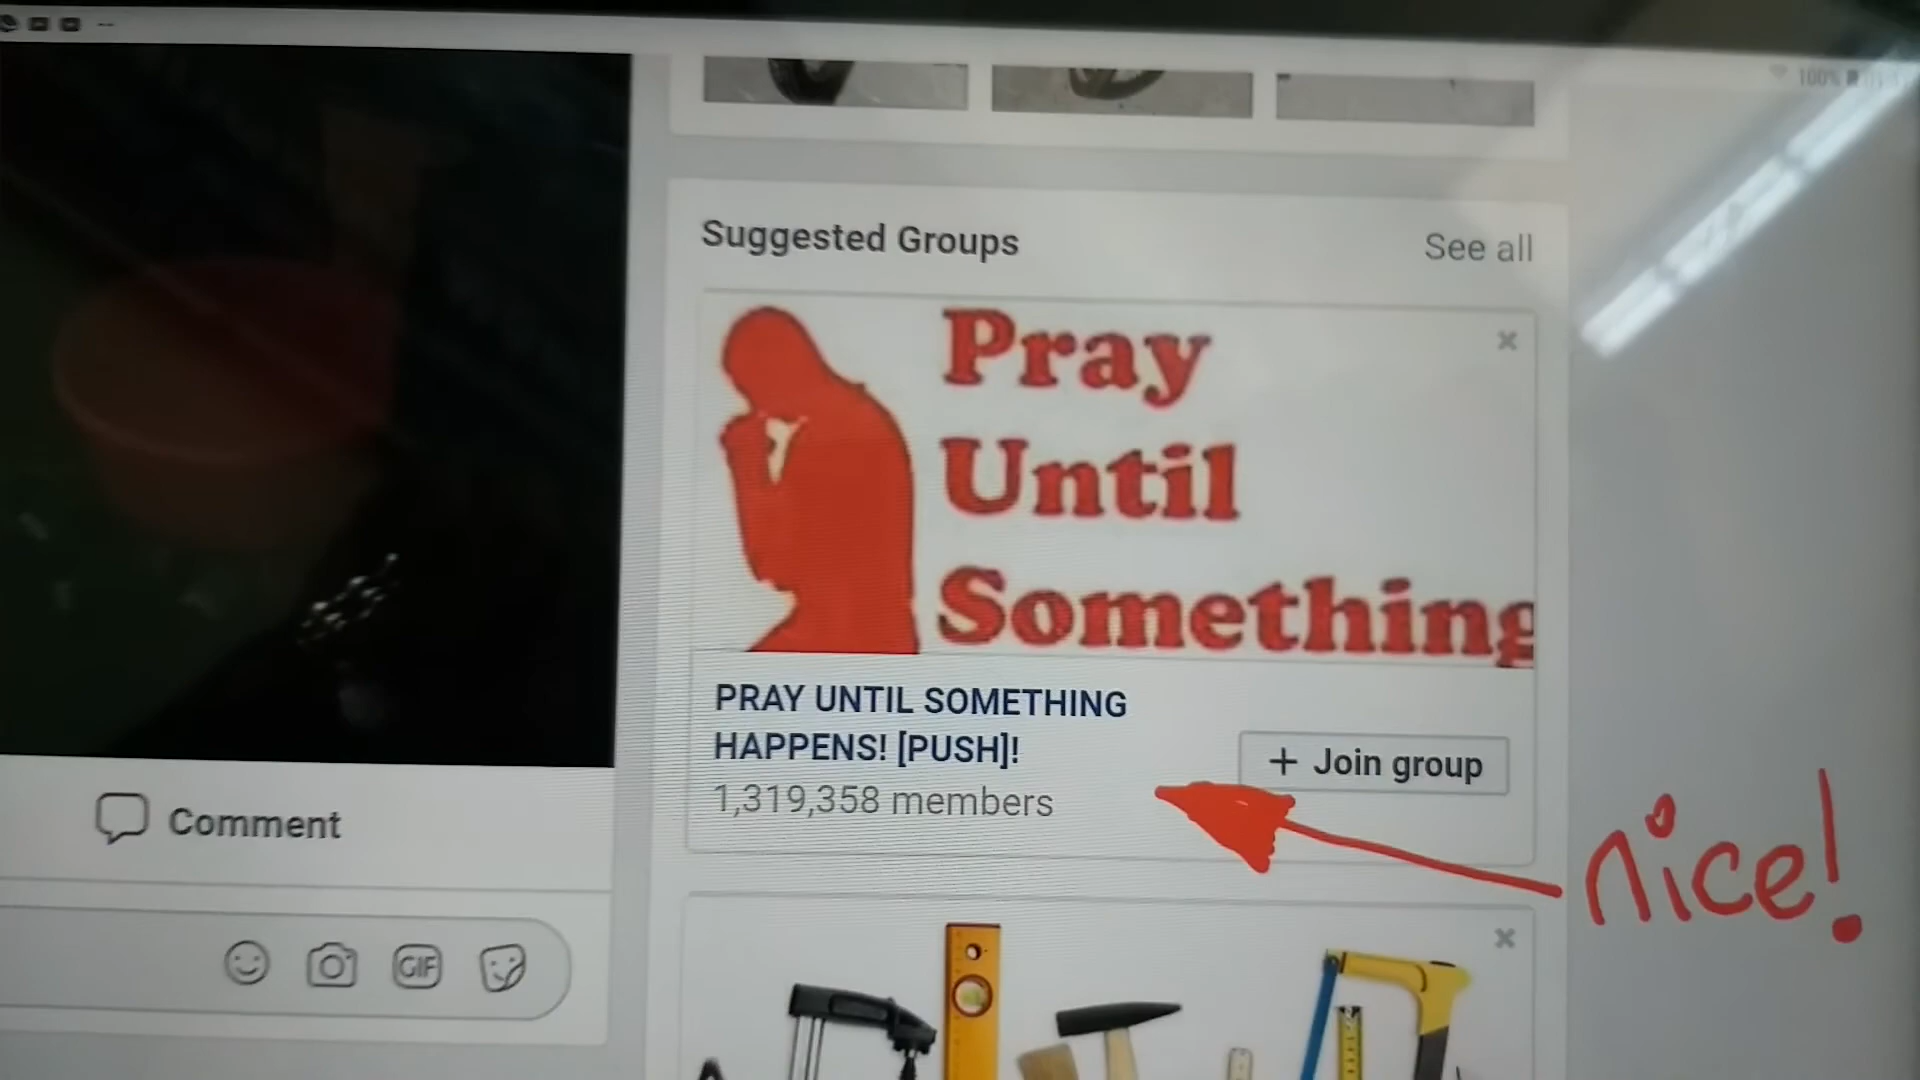 100%
Suggested Groups
See all
Pray
Until
Something
PRAY UNTIL SOMETHING
HAPPENS! [PUSH]!
1,319,358 members
+ Join group
nice!
Comment
GIF